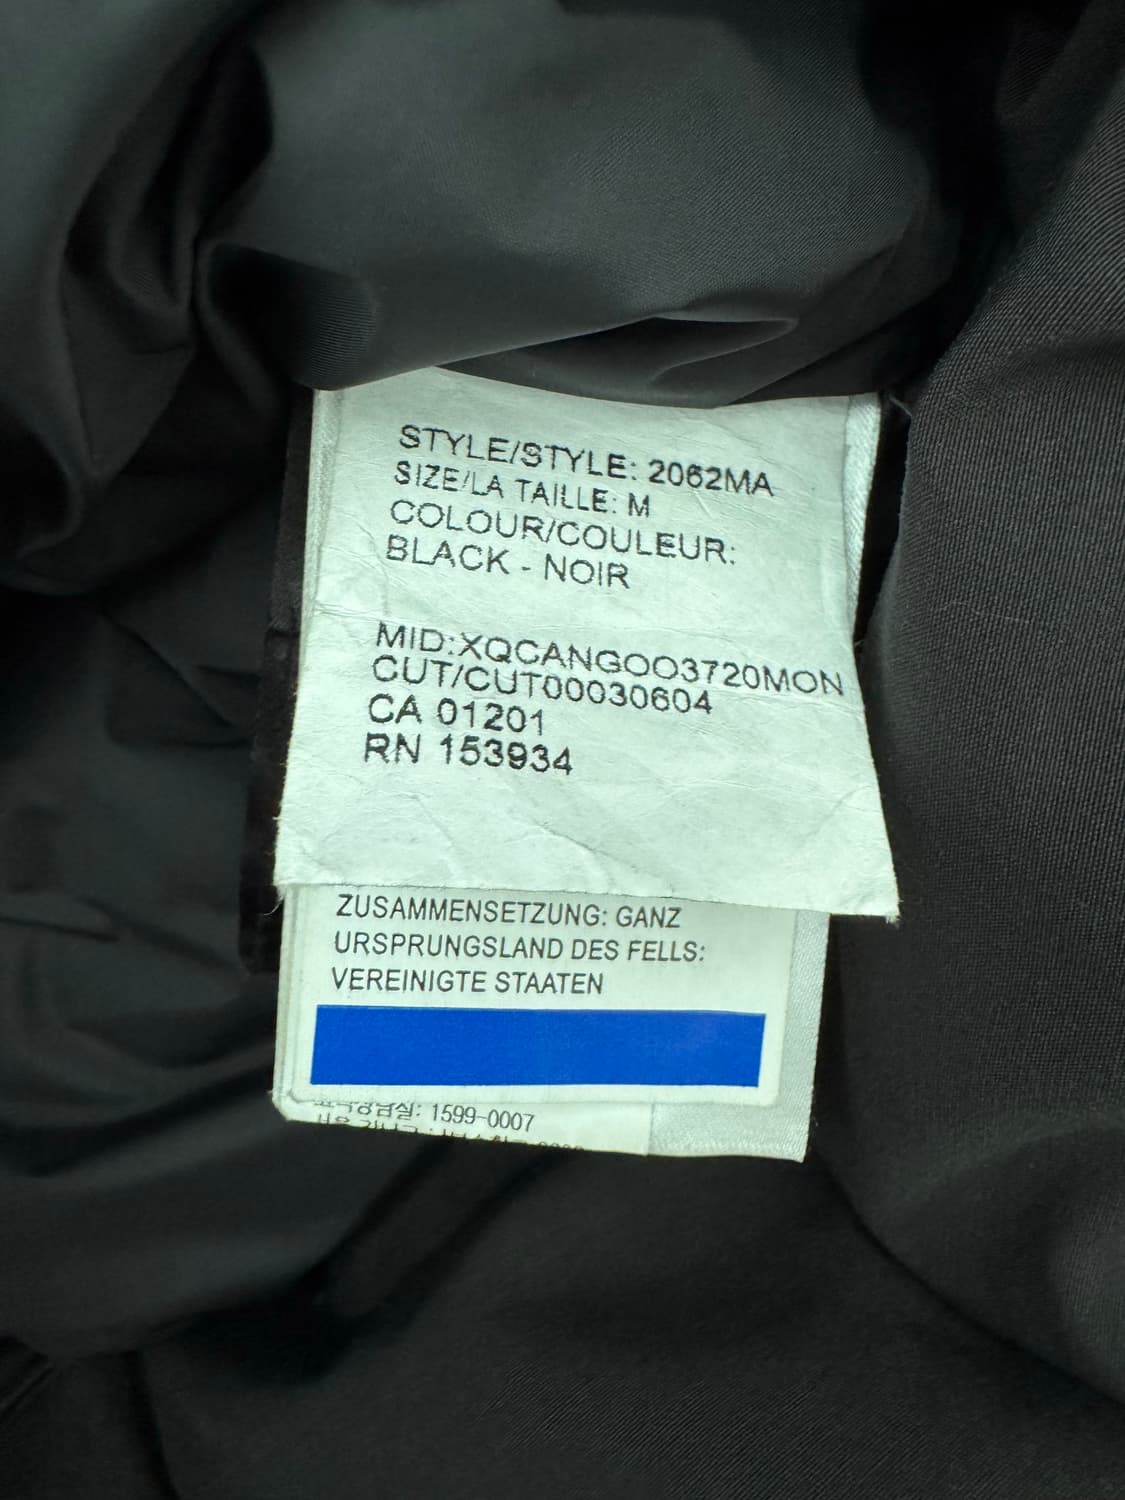 STYLE/STYLE: 2062MA
SIZE/LA TAILLE: M
COLOUR/COULEUR:
BLACK - NOIR
MID:XQCANGOO3720MON
CUT/CUT00030604
CA 01201
RN 153934
ZUSAMMENSETZUNG: GANZ
URSPRUNGSLAND DES FELLS:
VEREINIGTE STAATEN
: 1599-0007